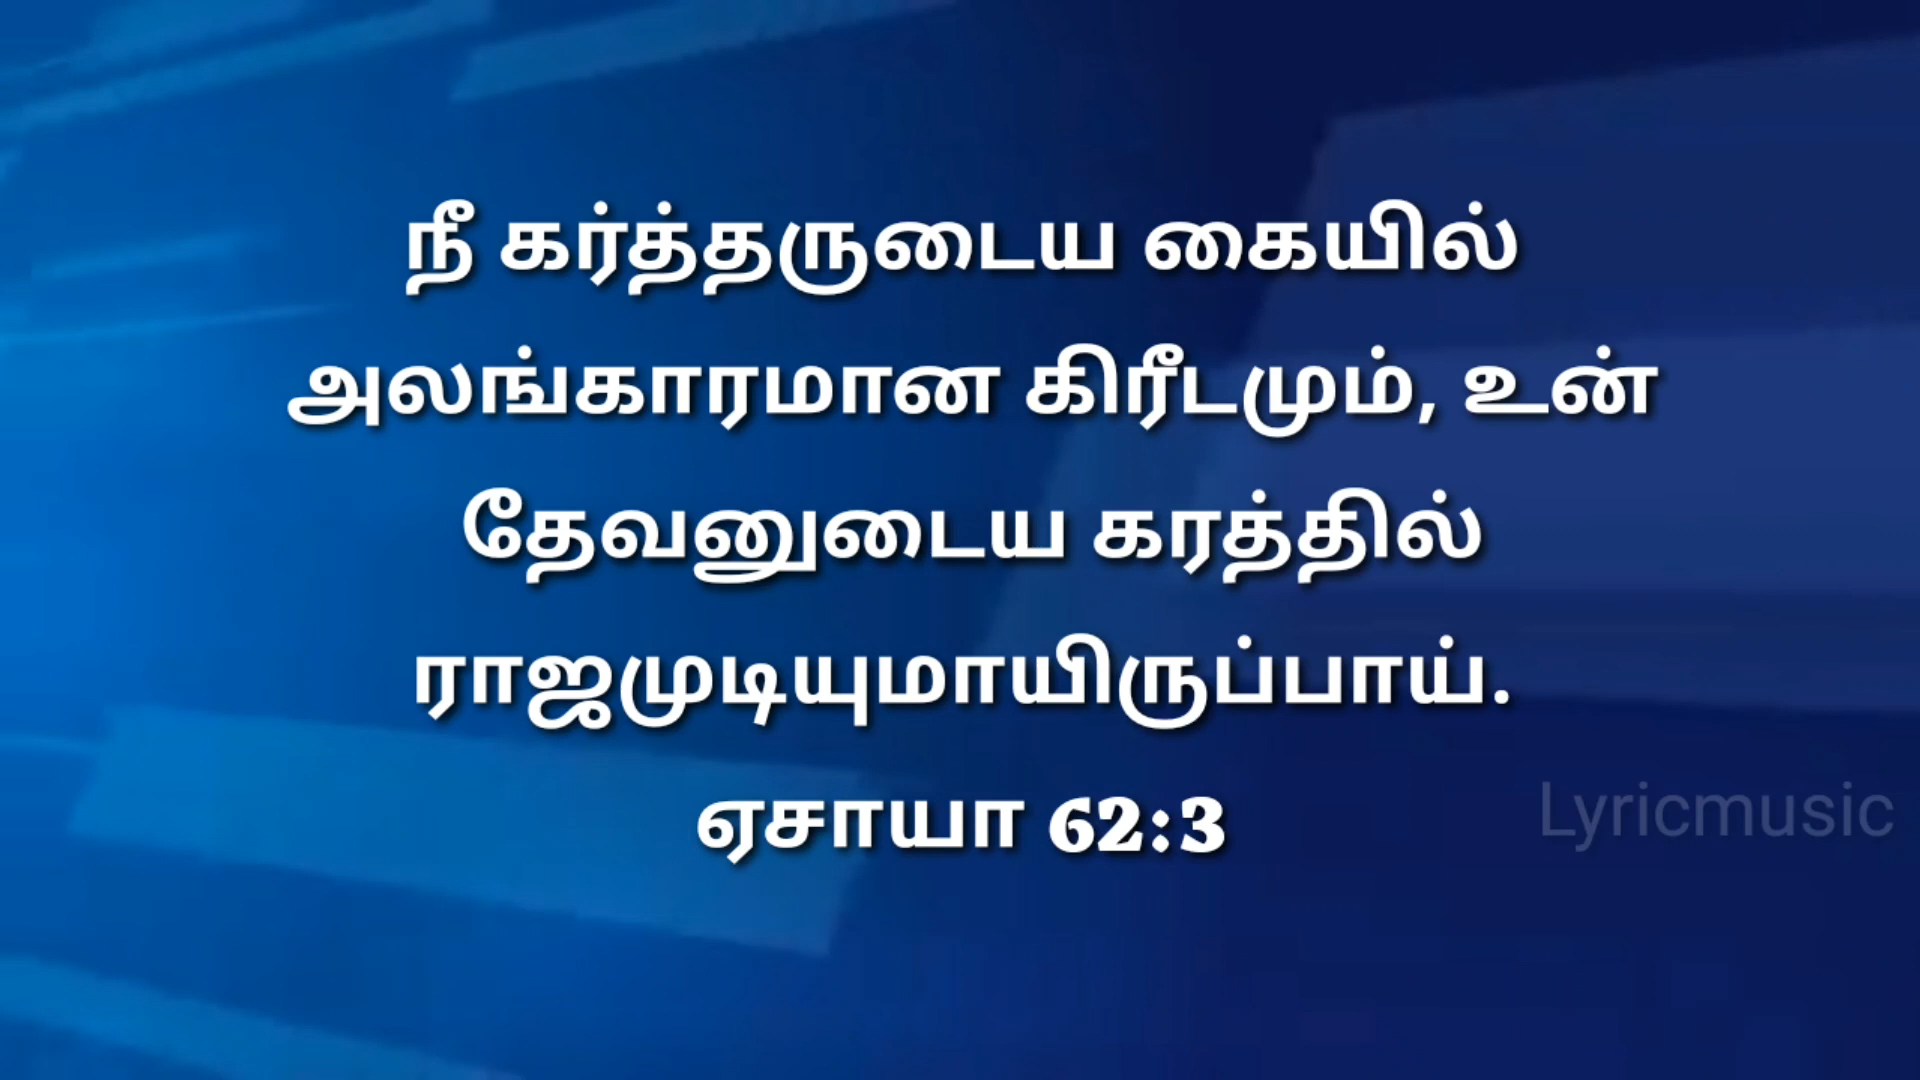 நீ கர்த்தருடைய கையில்
அலங்காரமான கிரீடமும், உன்
தேவனுடைய கரத்தில்
ராஜமுடியுமாயிருப்பாய்.
ஏசாயா 62:3
Lyricmusic